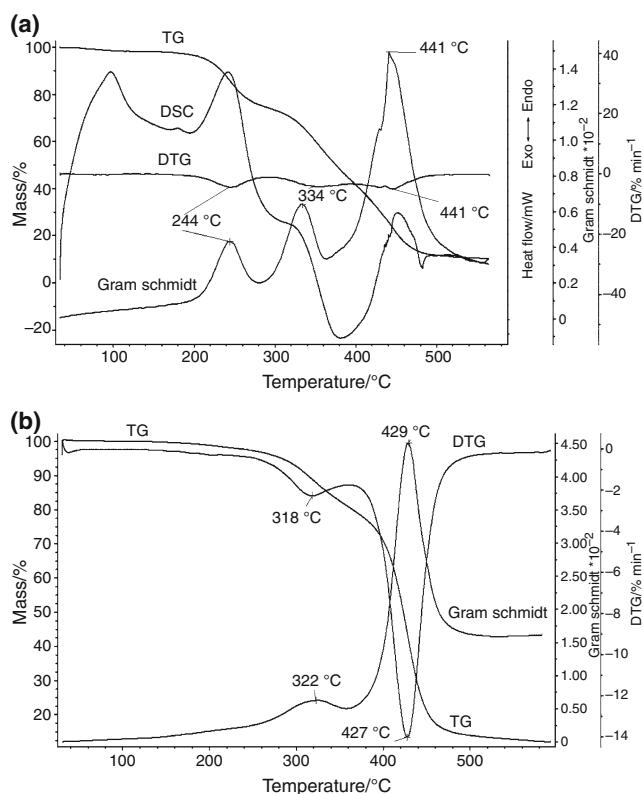 (a)
100
80
60
40
20
0
−20
Mass/%
TG
DSC
DTG
Gram schmidt
244 °C
334 °C
441 °C
441 °C
Heat flow/mW Exo ⟷ Endo
1.4
1.2
1.0
0.8
0.6
0.4
0.2
0
Gram schmidt *10−2
40
20
0
−20
−40
DTG/% min−1
100 200 300 400 500
Temperature/°C
(b)
100
90
80
70
60
50
40
30
20
Mass/%
TG
429 °C
DTG
318 °C
Gram schmidt
322 °C
427 °C
TG
4.50
4.00
3.50
3.00
2.50
2.00
1.50
1.00
0.50
0
Gram schmidt *10−2
0
−2
−4
−6
−8
−10
−12
−14
DTG/% min−1
100 200 300 400 500
Temperature/°C